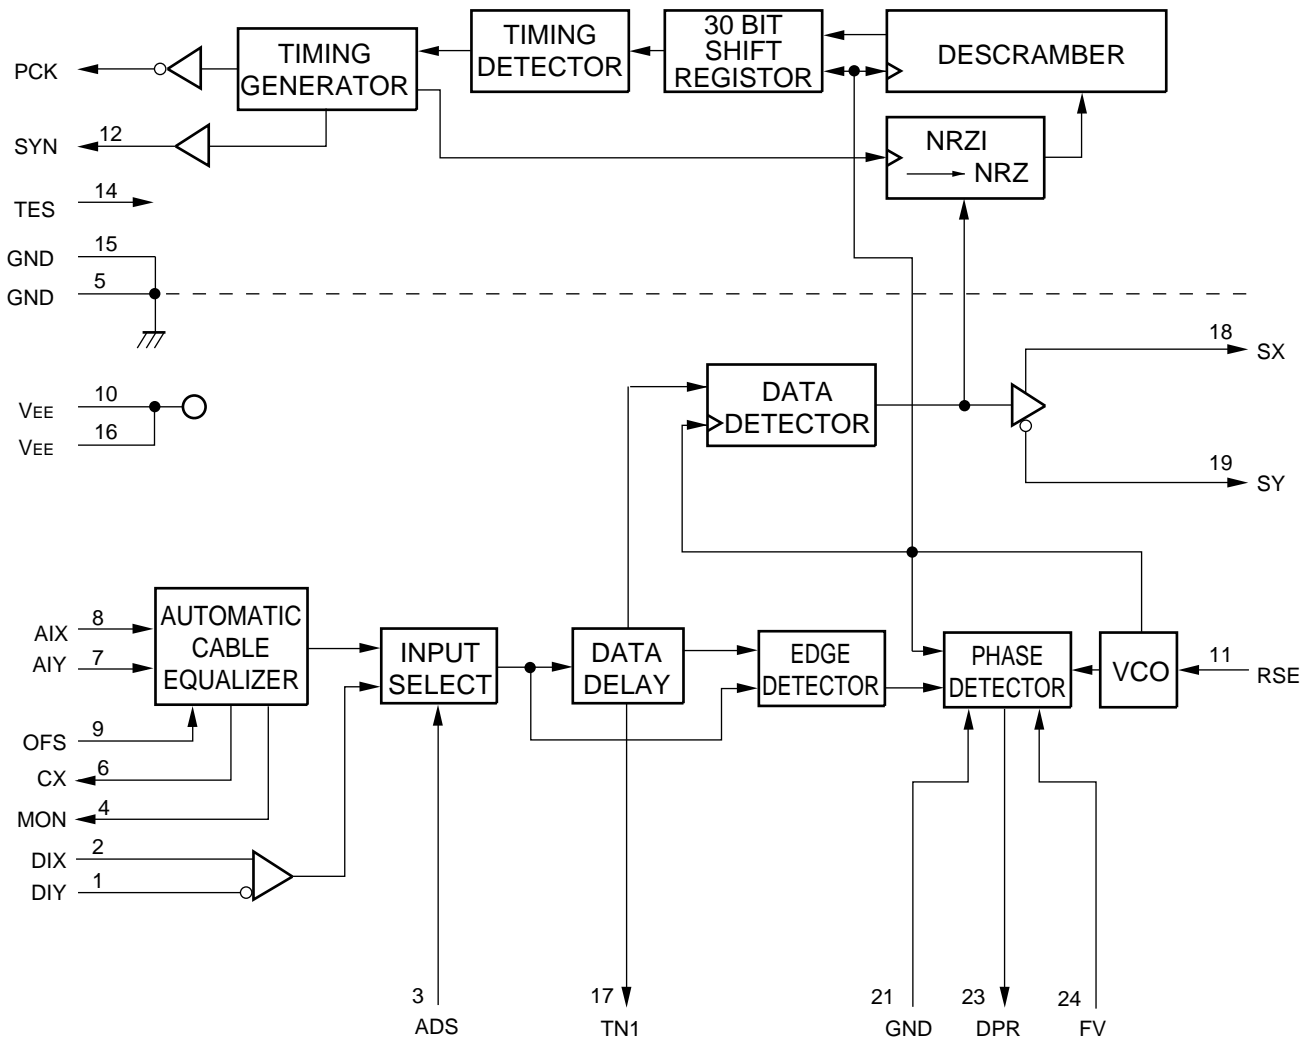 TIMING
GENERATOR
TIMING
DETECTOR
30 BIT
SHIFT
REGISTOR
DESCRAMBER
PCK
SYN
12
NRZI
NRZ
TES
14
GND
15
GND
5
18
SX
VEE
10
VEE
16
DATA
DETECTOR
19
SY
AUTOMATIC
CABLE
EQUALIZER
AIX
8
AIY
7
INPUT
SELECT
DATA
DELAY
EDGE
DETECTOR
PHASE
DETECTOR
VCO
11
RSE
OFS
9
CX
6
MON
4
DIX
2
DIY
1
3
ADS
17
TN1
21
GND
23
DPR
24
FV